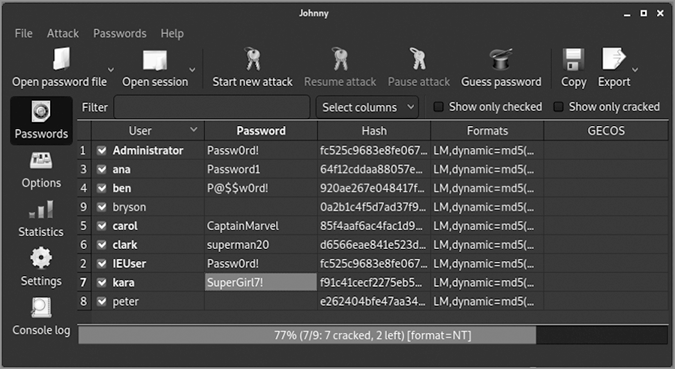 Johnny
File Attack Passwords Help
Open password file Open session Start new attack Resume attack Pause attack Guess password Copy Export
Passwords
Options
Statistics
Settings
Console log
Filter Select columns Show only checked Show only cracked
User Password Hash Formats GECOS
1 Administrator Passw0rd! fc525c9683e8fe067... LM,dynamic=md5(...
3 ana Password1 64f12cddaa88057e... LM,dynamic=md5(...
4 ben P@$$w0rd! 920ae267e048417f... LM,dynamic=md5(...
9 bryson 0a2b1c4f5d7ad37f9... LM,dynamic=md5(...
5 carol CaptainMarvel 85f4aaf6ac4fac1d9... LM,dynamic=md5(...
6 clark superman20 d6566eae841e523d... LM,dynamic=md5(...
2 IEUser Passw0rd! fc525c9683e8fe067... LM,dynamic=md5(...
7 kara SuperGirl7! f91c41cecf2275eb5... LM,dynamic=md5(...
8 peter e262404bfe47aa34... LM,dynamic=md5(...
77% (7/9: 7 cracked, 2 left) [format=NT]